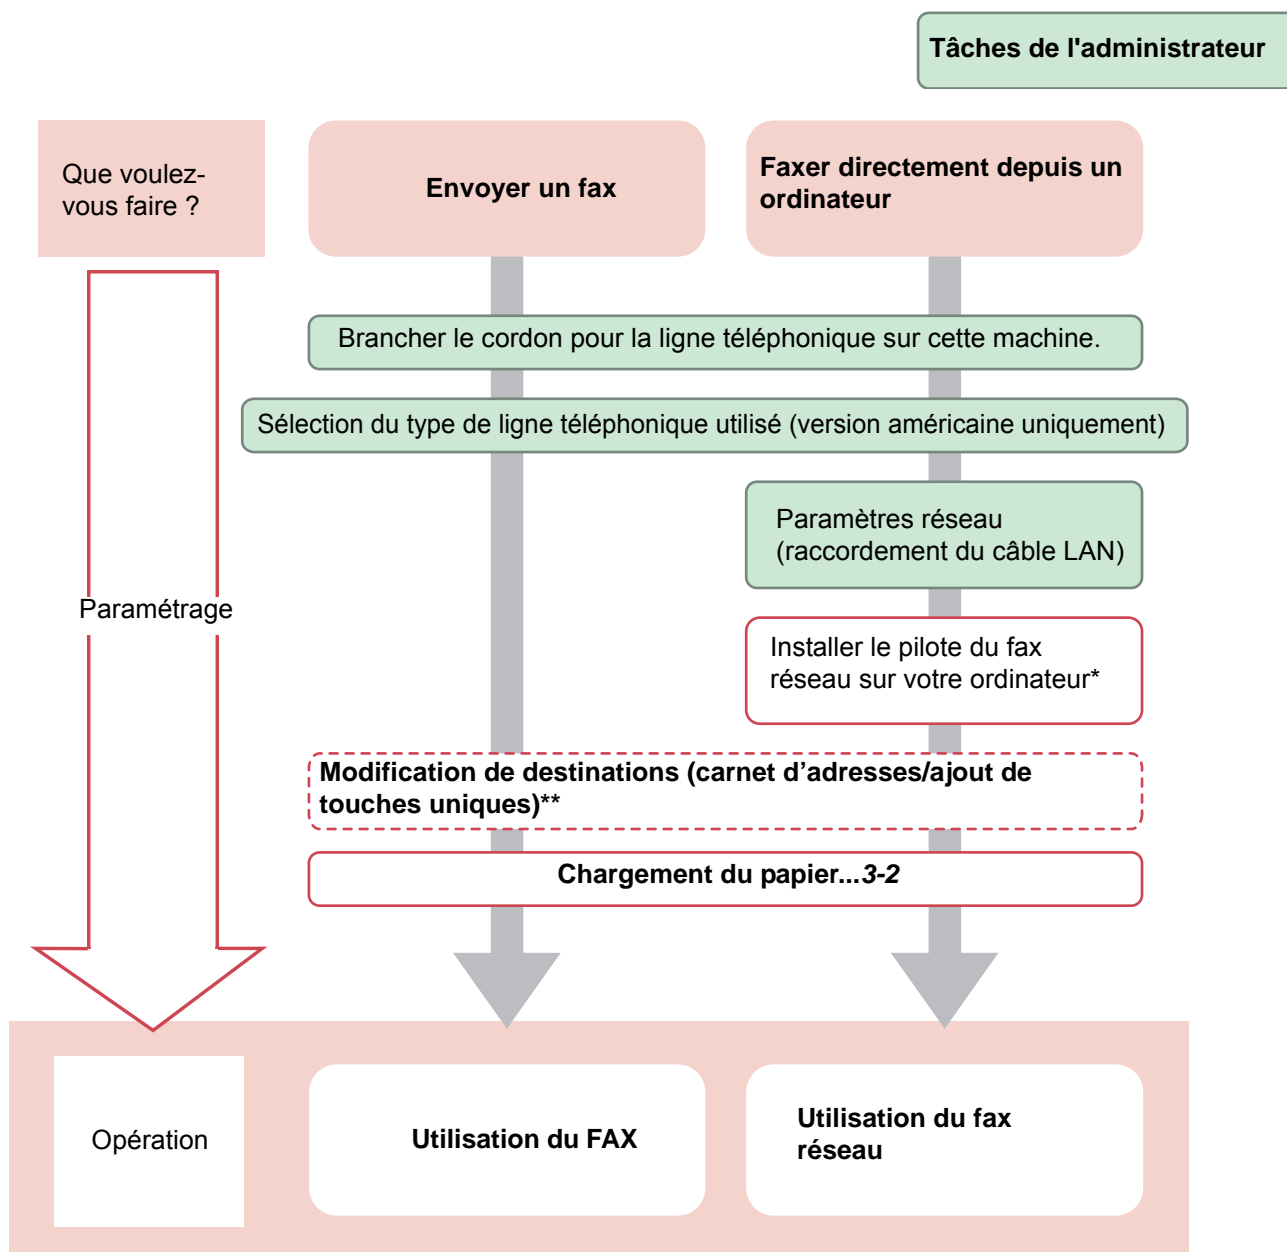 Tâches de l'administrateur
Que voulez-
vous faire ?
Envoyer un fax
Faxer directement depuis un
ordinateur
Brancher le cordon pour la ligne téléphonique sur cette machine.
Sélection du type de ligne téléphonique utilisé (version américaine uniquement)
Paramètres réseau
(raccordement du câble LAN)
Paramétrage
Installer le pilote du fax
réseau sur votre ordinateur*
Modification de destinations (carnet d’adresses/ajout de
touches uniques)**
Chargement du papier...3-2
Opération
Utilisation du FAX
Utilisation du fax
réseau